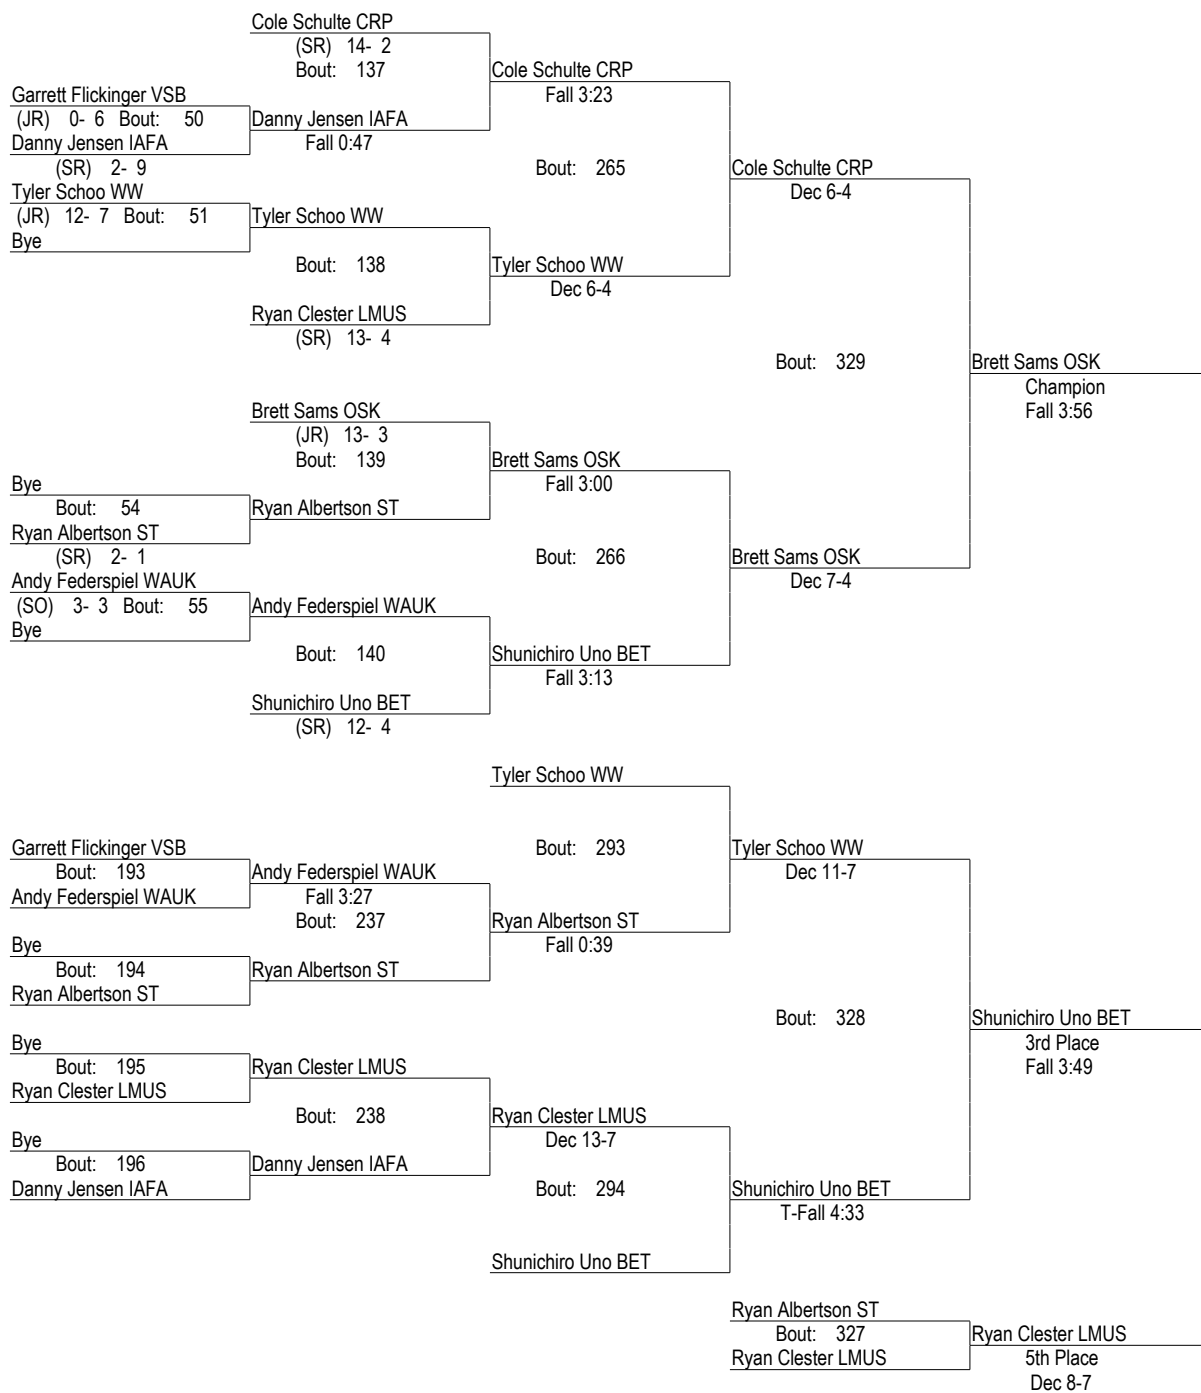 Cole Schulte CRP
(SR) 14- 2
Bout: 137
Cole Schulte CRP
Fall 3:23
Garrett Flickinger VSB
(JR) 0- 6 Bout: 50
Danny Jensen IAFA
Danny Jensen IAFA
Fall 0:47
(SR) 2- 9
Bout: 265
Cole Schulte CRP
Dec 6-4
Tyler Schoo WW
(JR) 12- 7 Bout: 51
Tyler Schoo WW
Bye
Bout: 138
Tyler Schoo WW
Dec 6-4
Ryan Clester LMUS
(SR) 13- 4
Bout: 329
Brett Sams OSK
Champion
Fall 3:56
Brett Sams OSK
(JR) 13- 3
Bout: 139
Brett Sams OSK
Fall 3:00
Bye
Bout: 54
Ryan Albertson ST
Ryan Albertson ST
(SR) 2- 1
Bout: 266
Brett Sams OSK
Dec 7-4
Andy Federspiel WAUK
(SO) 3- 3 Bout: 55
Andy Federspiel WAUK
Bye
Bout: 140
Shunichiro Uno BET
Fall 3:13
Shunichiro Uno BET
(SR) 12- 4
Tyler Schoo WW
Bout: 293
Tyler Schoo WW
Dec 11-7
Garrett Flickinger VSB
Bout: 193
Andy Federspiel WAUK
Andy Federspiel WAUK
Fall 3:27
Bout: 237
Ryan Albertson ST
Fall 0:39
Bye
Bout: 194
Ryan Albertson ST
Ryan Albertson ST
Bout: 328
Shunichiro Uno BET
3rd Place
Fall 3:49
Bye
Bout: 195
Ryan Clester LMUS
Ryan Clester LMUS
Bout: 238
Ryan Clester LMUS
Dec 13-7
Bye
Bout: 196
Danny Jensen IAFA
Danny Jensen IAFA
Bout: 294
Shunichiro Uno BET
T-Fall 4:33
Shunichiro Uno BET
Ryan Albertson ST
Bout: 327
Ryan Clester LMUS
Ryan Clester LMUS
5th Place
Dec 8-7